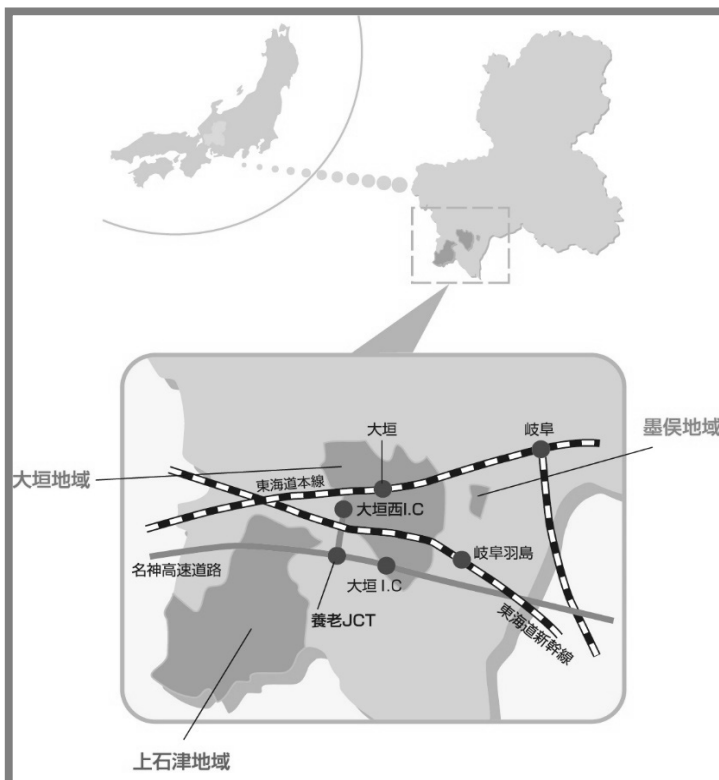 大垣
岐阜
墨俣地域
大垣地域
東海道本線
大垣西I.C
岐阜羽島
名神高速道路
大垣I.C
養老JCT
東海道新幹線
上石津地域